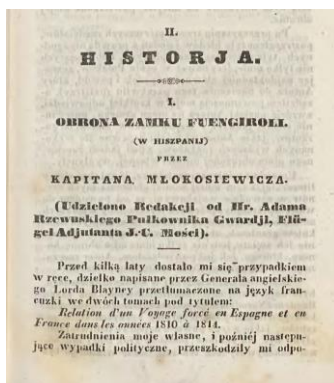 II.
HISTORJA.
I.
OBRONA ZAMKU FUENGIROLI.
(W HISZPANIJ)
PRZEZ
KAPITANA MŁOKOSIEWICZA.
(Udzielono Redakcji od Hr. Adama
Rzewuskiego Pułkownika Gwardji, Flü-
gel Adjutanta J.C. Mości).
Przed kilką laty dostało mi się przypadkiem
w ręce, dziełko napisane przez Generała angielskie-
go Lorda Blayney przetłumaczone na język fran-
cuzki we dwóch tomach pod tytułem:
Relation d'un Voyage forcé en Espagne et en
France dans les années 1810 à 1814.
Zatrudnienia moje własne, i poźniéj następu-
jące wypadki polityczne, przeszkodziły mi odpo-